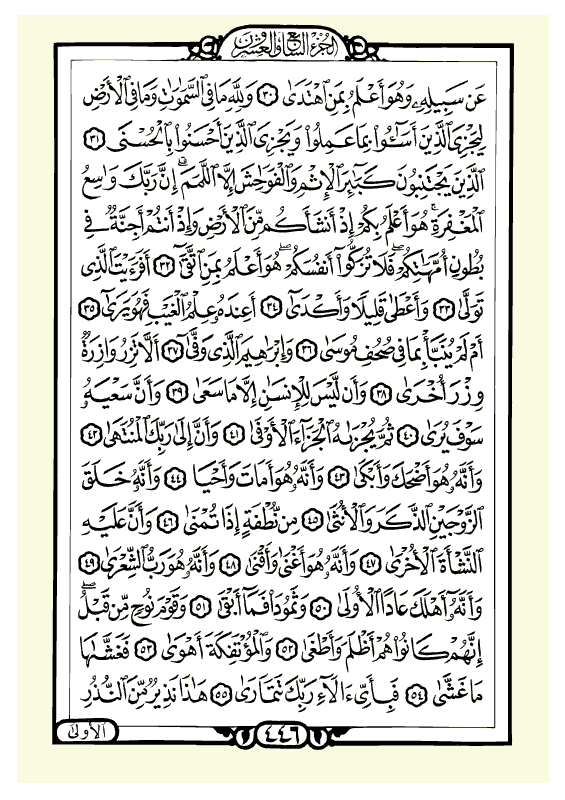 الجزء السابع والعشرون
عَن سَبِيلِهِۦ وَهُوَ أَعْلَمُ بِمَنِ ٱهْتَدَىٰ ٣٠ وَلِلَّهِ مَا فِى ٱلسَّمَٰوَٰتِ وَمَا فِى ٱلْأَرْضِ
لِيَجْزِىَ ٱلَّذِينَ أَسَٰٓـُٔوا۟ بِمَا عَمِلُوا۟ وَيَجْزِىَ ٱلَّذِينَ أَحْسَنُوا۟ بِٱلْحُسْنَى ٣١
ٱلَّذِينَ يَجْتَنِبُونَ كَبَٰٓئِرَ ٱلْإِثْمِ وَٱلْفَوَٰحِشَ إِلَّا ٱللَّمَمَ ۚ إِنَّ رَبَّكَ وَٰسِعُ
ٱلْمَغْفِرَةِ ۚ هُوَ أَعْلَمُ بِكُمْ إِذْ أَنشَأَكُم مِّنَ ٱلْأَرْضِ وَإِذْ أَنتُمْ أَجِنَّةٌ فِى
بُطُونِ أُمَّهَٰتِكُمْ ۖ فَلَا تُزَكُّوٓا۟ أَنفُسَكُمْ ۖ هُوَ أَعْلَمُ بِمَنِ ٱتَّقَىٰٓ ٣٢ أَفَرَءَيْتَ ٱلَّذِى
تَوَلَّىٰ ٣٣ وَأَعْطَىٰ قَلِيلًا وَأَكْدَىٰٓ ٣٤ أَعِندَهُۥ عِلْمُ ٱلْغَيْبِ فَهُوَ يَرَىٰٓ ٣٥
أَمْ لَمْ يُنَبَّأْ بِمَا فِى صُحُفِ مُوسَىٰ ٣٦ وَإِبْرَٰهِيمَ ٱلَّذِى وَفَّىٰٓ ٣٧ أَلَّا تَزِرُ وَازِرَةٌ
وِزْرَ أُخْرَىٰ ٣٨ وَأَن لَّيْسَ لِلْإِنسَٰنِ إِلَّا مَا سَعَىٰ ٣٩ وَأَنَّ سَعْيَهُۥ
سَوْفَ يُرَىٰ ٤٠ ثُمَّ يُجْزَىٰهُ ٱلْجَزَآءَ ٱلْأَوْفَىٰ ٤١ وَأَنَّ إِلَىٰ رَبِّكَ ٱلْمُنتَهَىٰ ٤٢
وَأَنَّهُۥ هُوَ أَضْحَكَ وَأَبْكَىٰ ٤٣ وَأَنَّهُۥ هُوَ أَمَاتَ وَأَحْيَا ٤٤ وَأَنَّهُۥ خَلَقَ
ٱلزَّوْجَيْنِ ٱلذَّكَرَ وَٱلْأُنثَىٰ ٤٥ مِن نُّطْفَةٍ إِذَا تُمْنَىٰ ٤٦ وَأَنَّ عَلَيْهِ
ٱلنَّشْأَةَ ٱلْأُخْرَىٰ ٤٧ وَأَنَّهُۥ هُوَ أَغْنَىٰ وَأَقْنَىٰ ٤٨ وَأَنَّهُۥ هُوَ رَبُّ ٱلشِّعْرَىٰ ٤٩
وَأَنَّهُۥٓ أَهْلَكَ عَادًا ٱلْأُولَىٰ ٥٠ وَثَمُودَا۟ فَمَآ أَبْقَىٰ ٥١ وَقَوْمَ نُوحٍ مِّن قَبْلُ ۖ
إِنَّهُمْ كَانُوا۟ هُمْ أَظْلَمَ وَأَطْغَىٰ ٥٢ وَٱلْمُؤْتَفِكَةَ أَهْوَىٰ ٥٣ فَغَشَّىٰهَا
مَا غَشَّىٰ ٥٤ فَبِأَىِّ ءَالَآءِ رَبِّكَ تَتَمَارَىٰ ٥٥ هَٰذَا نَذِيرٌ مِّنَ ٱلنُّذُرِ
٤٤٦
الأولى